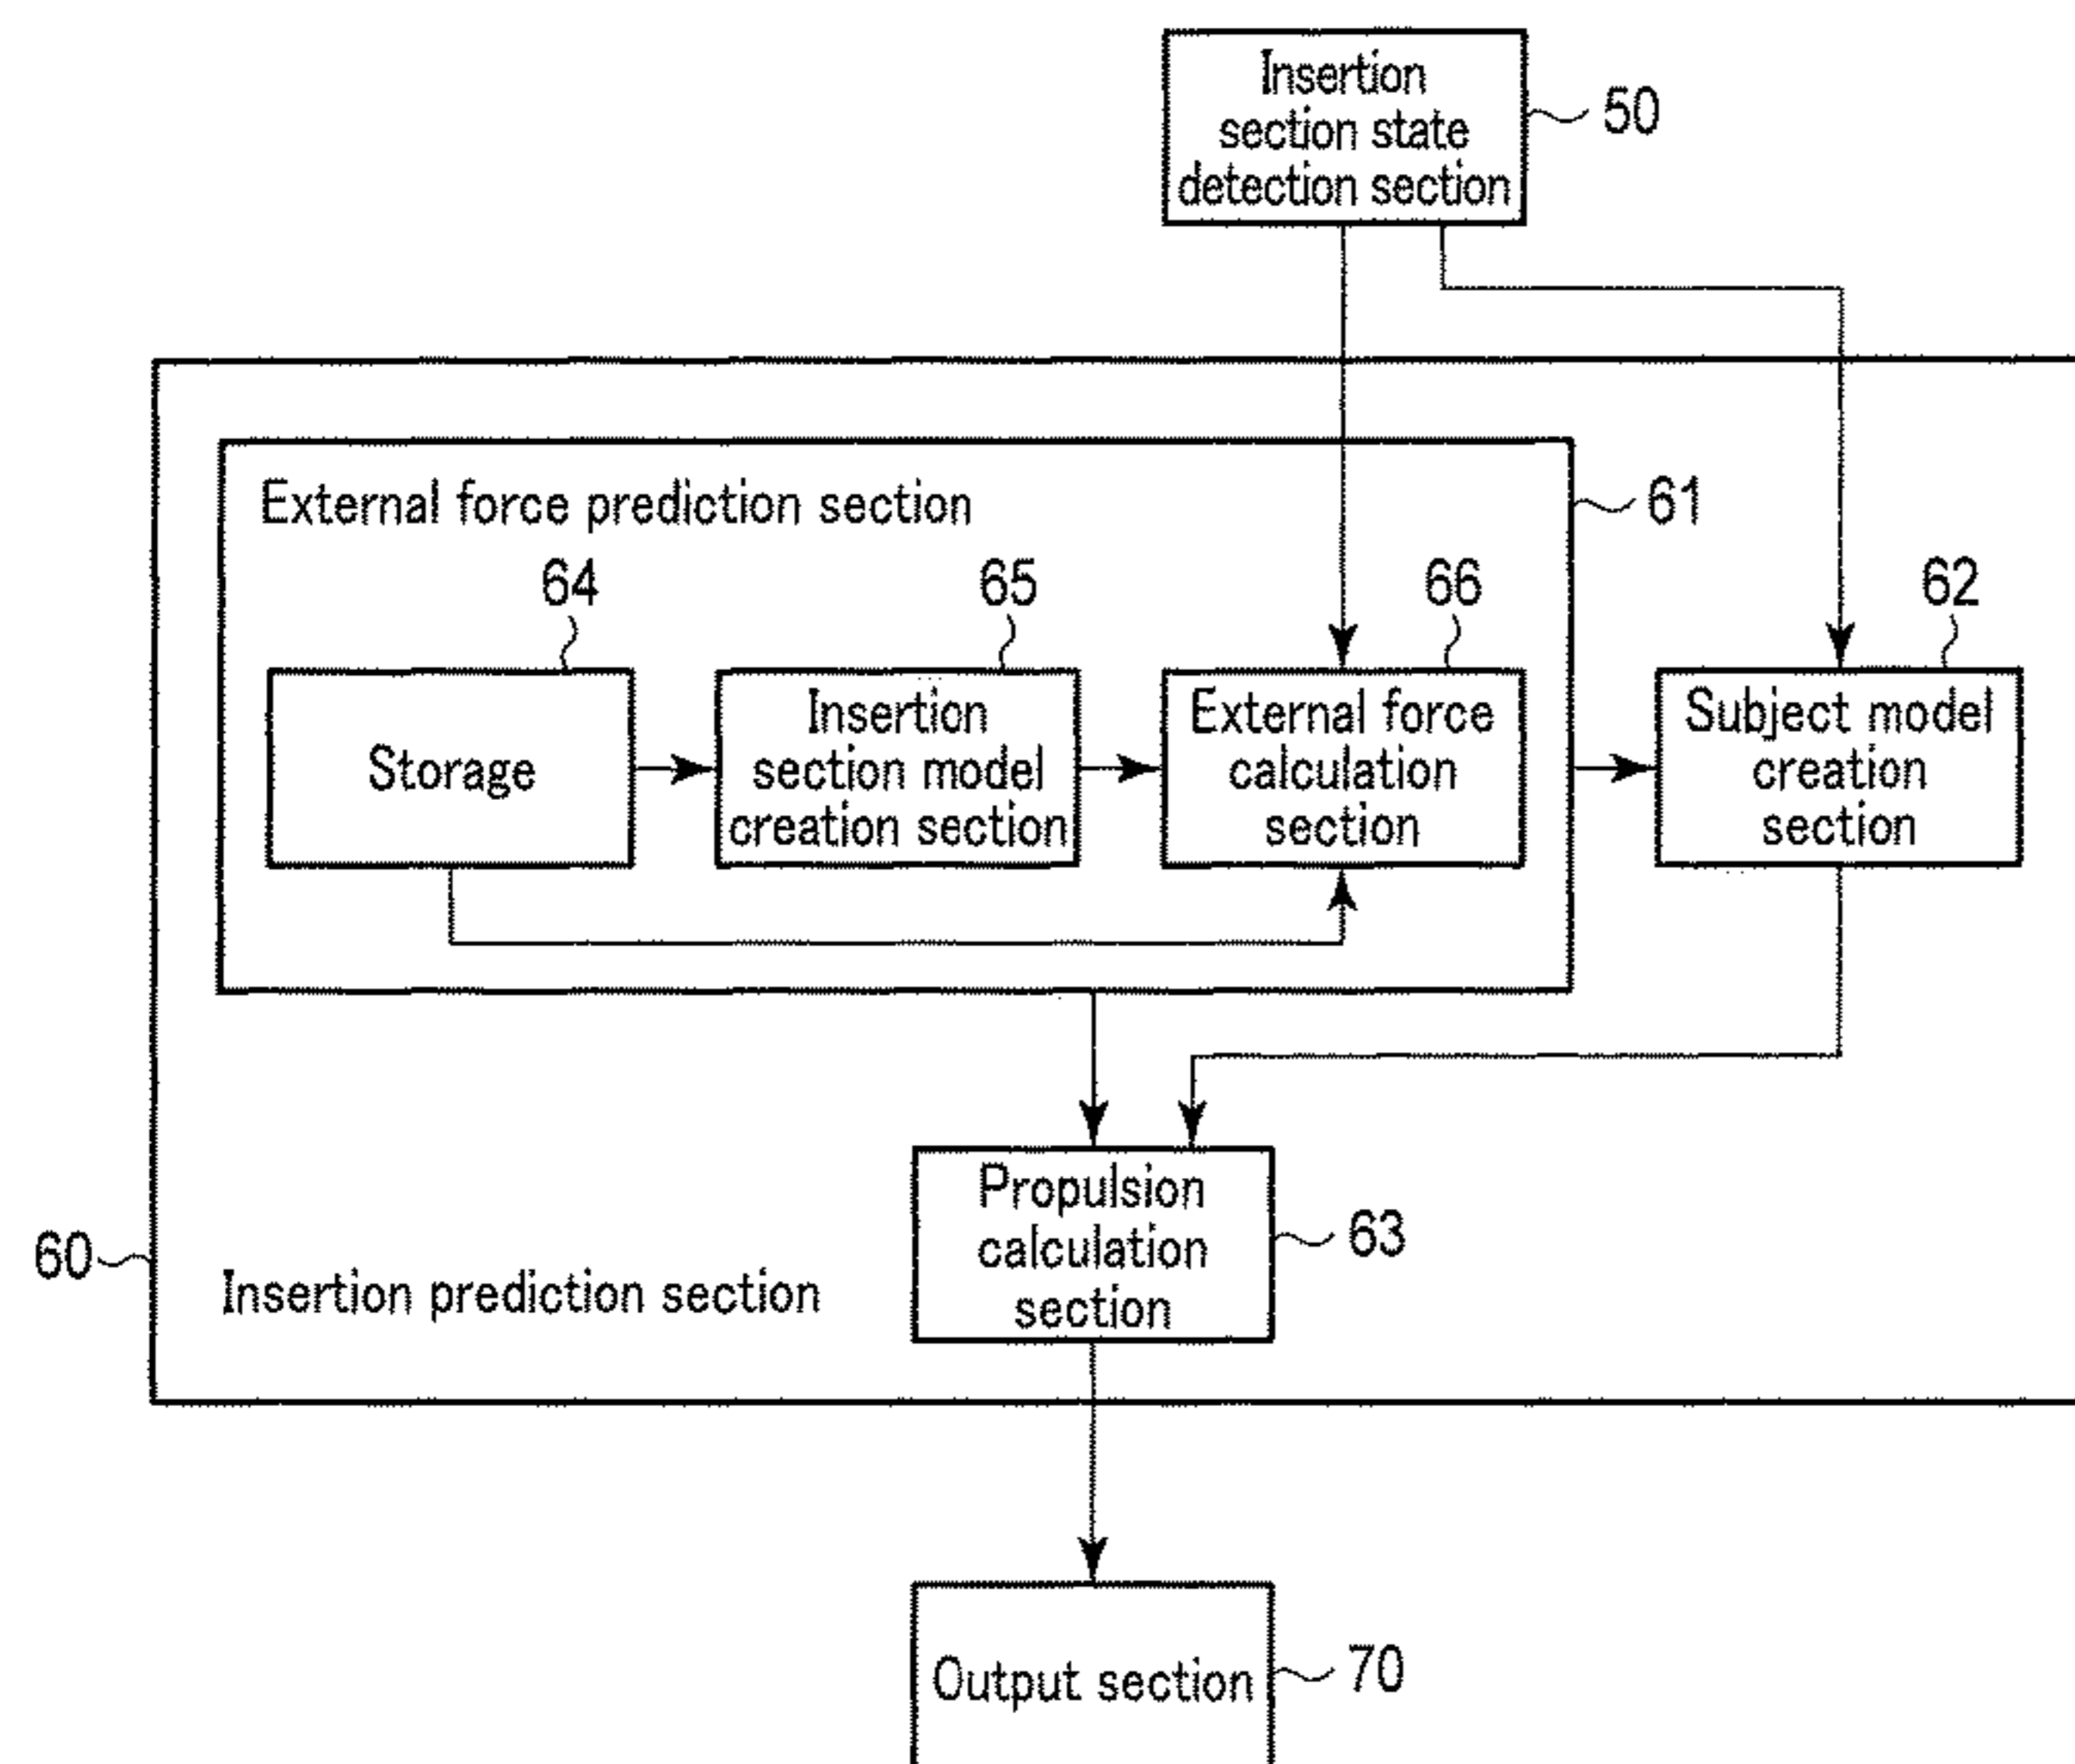 Insertion
section state
detection section
50
External force prediction section
61
64
65
66
62
Storage
Insertion
section model
creation section
External force
calculation
section
Subject model
creation
section
Propulsion
calculation
section
63
60
Insertion prediction section
Output section
70